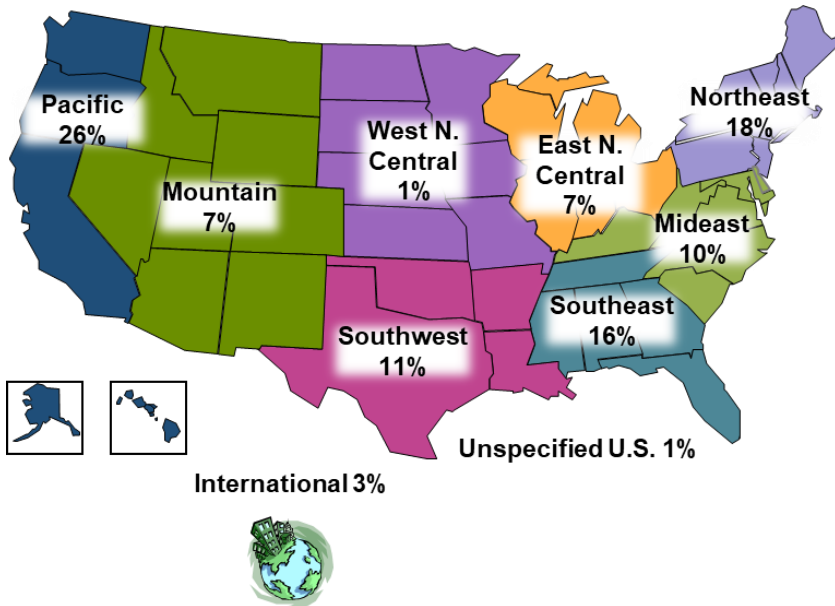 Pacific
26%
Mountain
7%
West N.
Central
1%
East N.
Central
7%
Northeast
18%
Mideast
10%
Southeast
16%
Southwest
11%
Unspecified U.S. 1%
International 3%